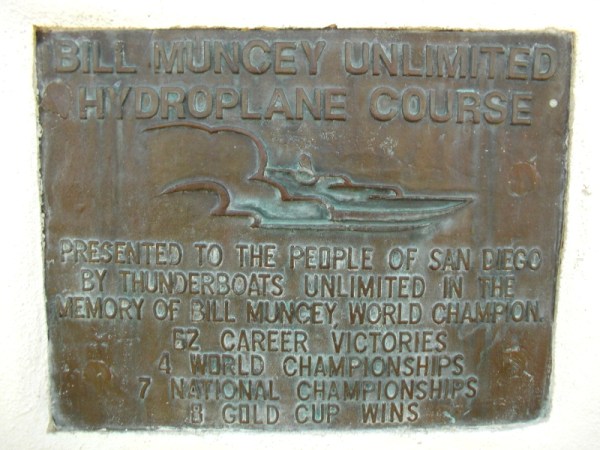 BILL MUNCEY UNLIMITED
HYDROPLANE COURSE
PRESENTED TO THE PEOPLE OF SAN DIEGO
BY THUNDERBOATS UNLIMITED IN THE
MEMORY OF BILL MUNCEY, WORLD CHAMPION.
62 CAREER VICTORIES
4 WORLD CHAMPIONSHIPS
7 NATIONAL CHAMPIONSHIPS
8 GOLD CUP WINS